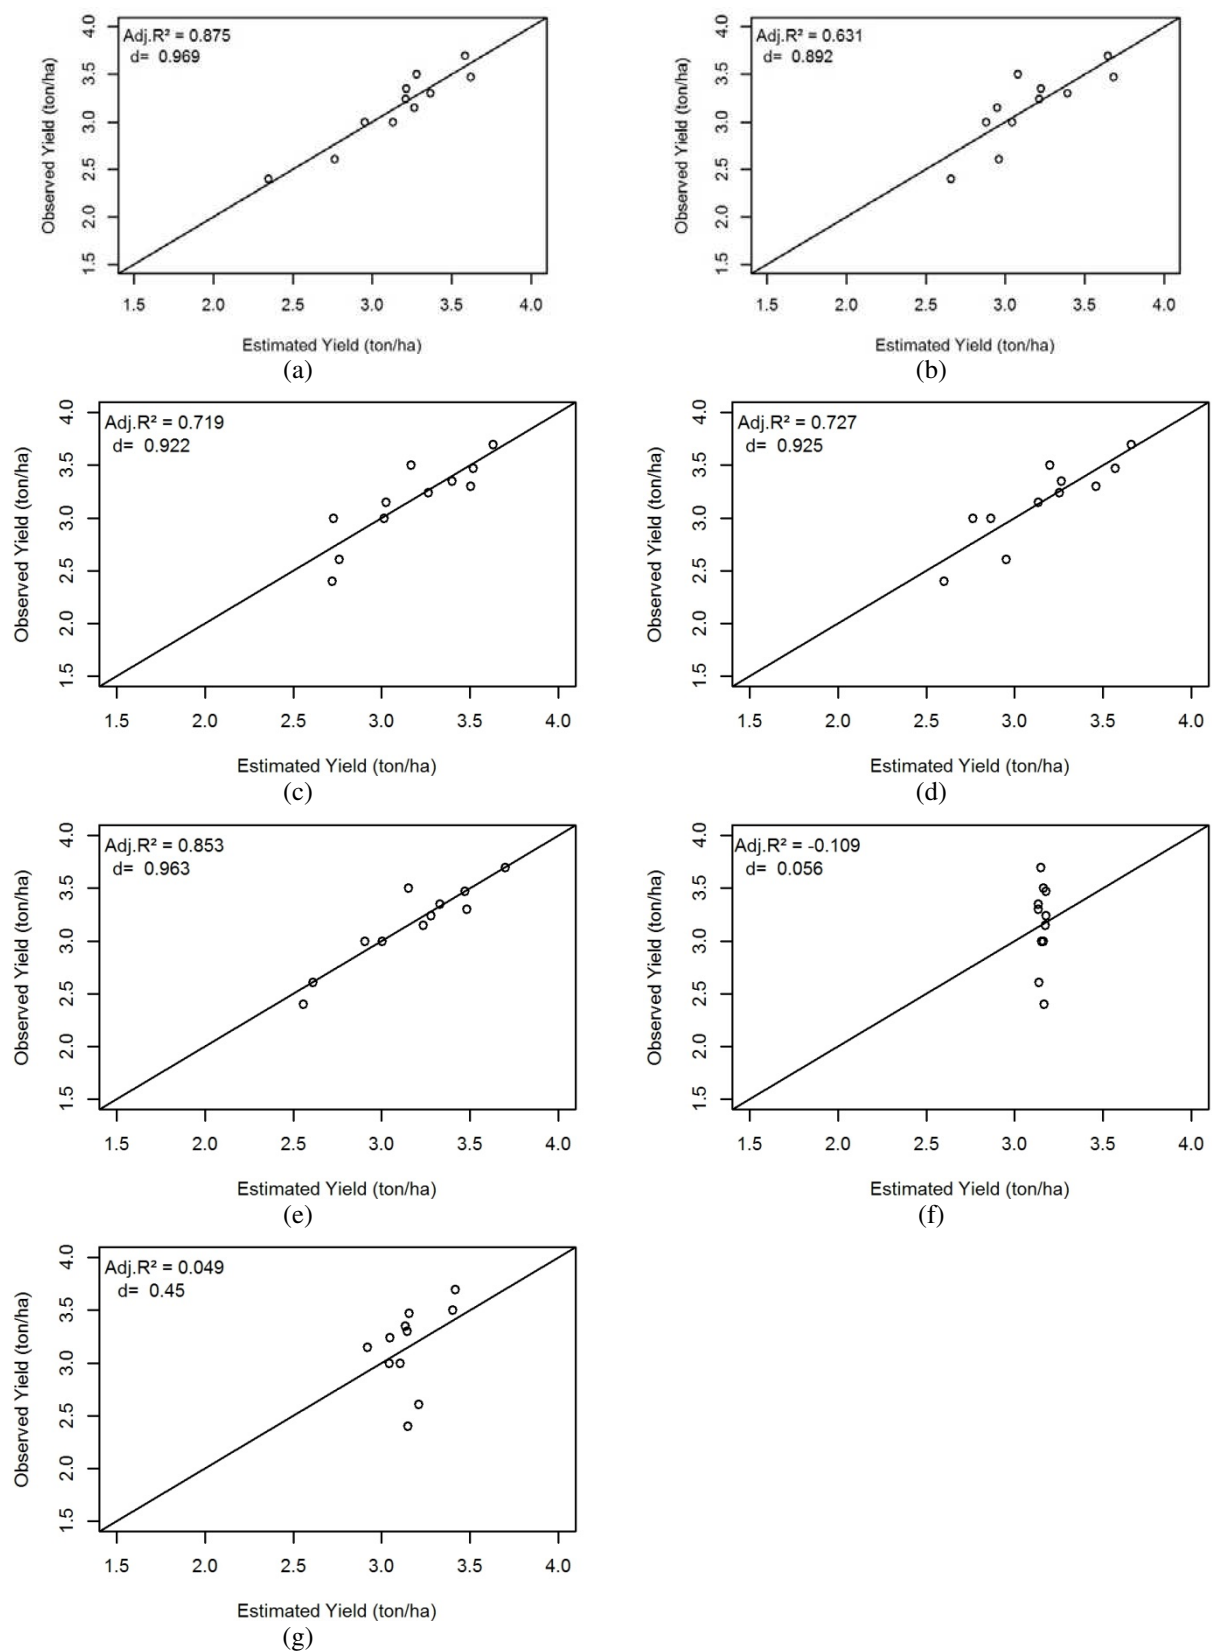 Adj.R² = 0.875
d= 0.969
4.0
3.5
3.0
2.5
2.0
1.5
Observed Yield (ton/ha)
1.5 2.0 2.5 3.0 3.5 4.0
Estimated Yield (ton/ha)
(a)
Adj.R² = 0.631
d= 0.892
4.0
3.5
3.0
2.5
2.0
1.5
Observed Yield (ton/ha)
1.5 2.0 2.5 3.0 3.5 4.0
Estimated Yield (ton/ha)
(b)
Adj.R² = 0.719
d= 0.922
4.0
3.5
3.0
2.5
2.0
1.5
Observed Yield (ton/ha)
1.5 2.0 2.5 3.0 3.5 4.0
Estimated Yield (ton/ha)
(c)
Adj.R² = 0.727
d= 0.925
4.0
3.5
3.0
2.5
2.0
1.5
Observed Yield (ton/ha)
1.5 2.0 2.5 3.0 3.5 4.0
Estimated Yield (ton/ha)
(d)
Adj.R² = 0.853
d= 0.963
4.0
3.5
3.0
2.5
2.0
1.5
Observed Yield (ton/ha)
1.5 2.0 2.5 3.0 3.5 4.0
Estimated Yield (ton/ha)
(e)
Adj.R² = -0.109
d= 0.056
4.0
3.5
3.0
2.5
2.0
1.5
Observed Yield (ton/ha)
1.5 2.0 2.5 3.0 3.5 4.0
Estimated Yield (ton/ha)
(f)
Adj.R² = 0.049
d= 0.45
4.0
3.5
3.0
2.5
2.0
1.5
Observed Yield (ton/ha)
1.5 2.0 2.5 3.0 3.5 4.0
Estimated Yield (ton/ha)
(g)